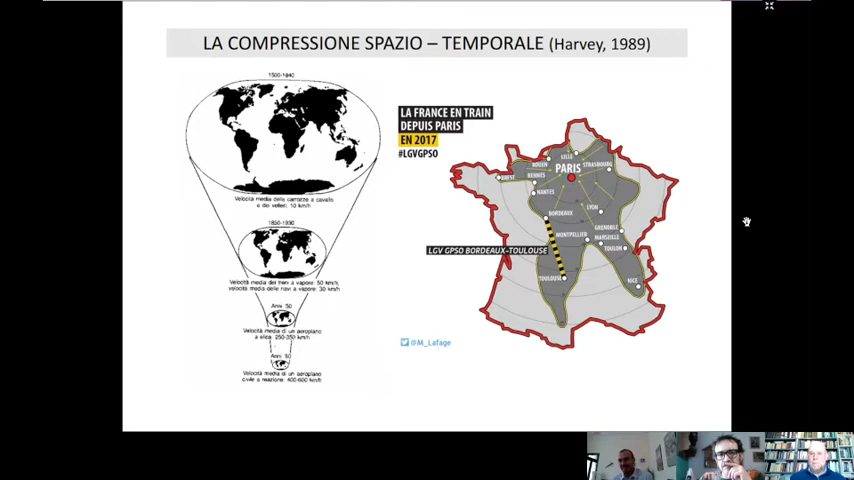 LA COMPRESSIONE SPAZIO – TEMPORALE (Harvey, 1989)
1500-1840
Velocità media delle carrozze a cavallo
e dei velieri: 10 km/h
1850-1930
Velocità media dei treni a vapore: 50 km/h
velocità media delle navi a vapore: 30 km/h
Anni '50
Velocità media di un aeroplano
a elica: 250-350 km/h
Velocità media di un aeroplano
civile a reazione: 400-600 km/h
LA FRANCE EN TRAIN
DEPUIS PARIS
EN 2017
#LGVGPSO
LILLE
ROUEN
STRASBOURG
PARIS
BREST
RENNES
NANTES
LYON
BORDEAUX
GRENOBLE
MONTPELLIER
MARSEILLE
TOULON
LGV GPSO BORDEAUX-TOULOUSE
TOULOUSE
NICE
@M_Lafage